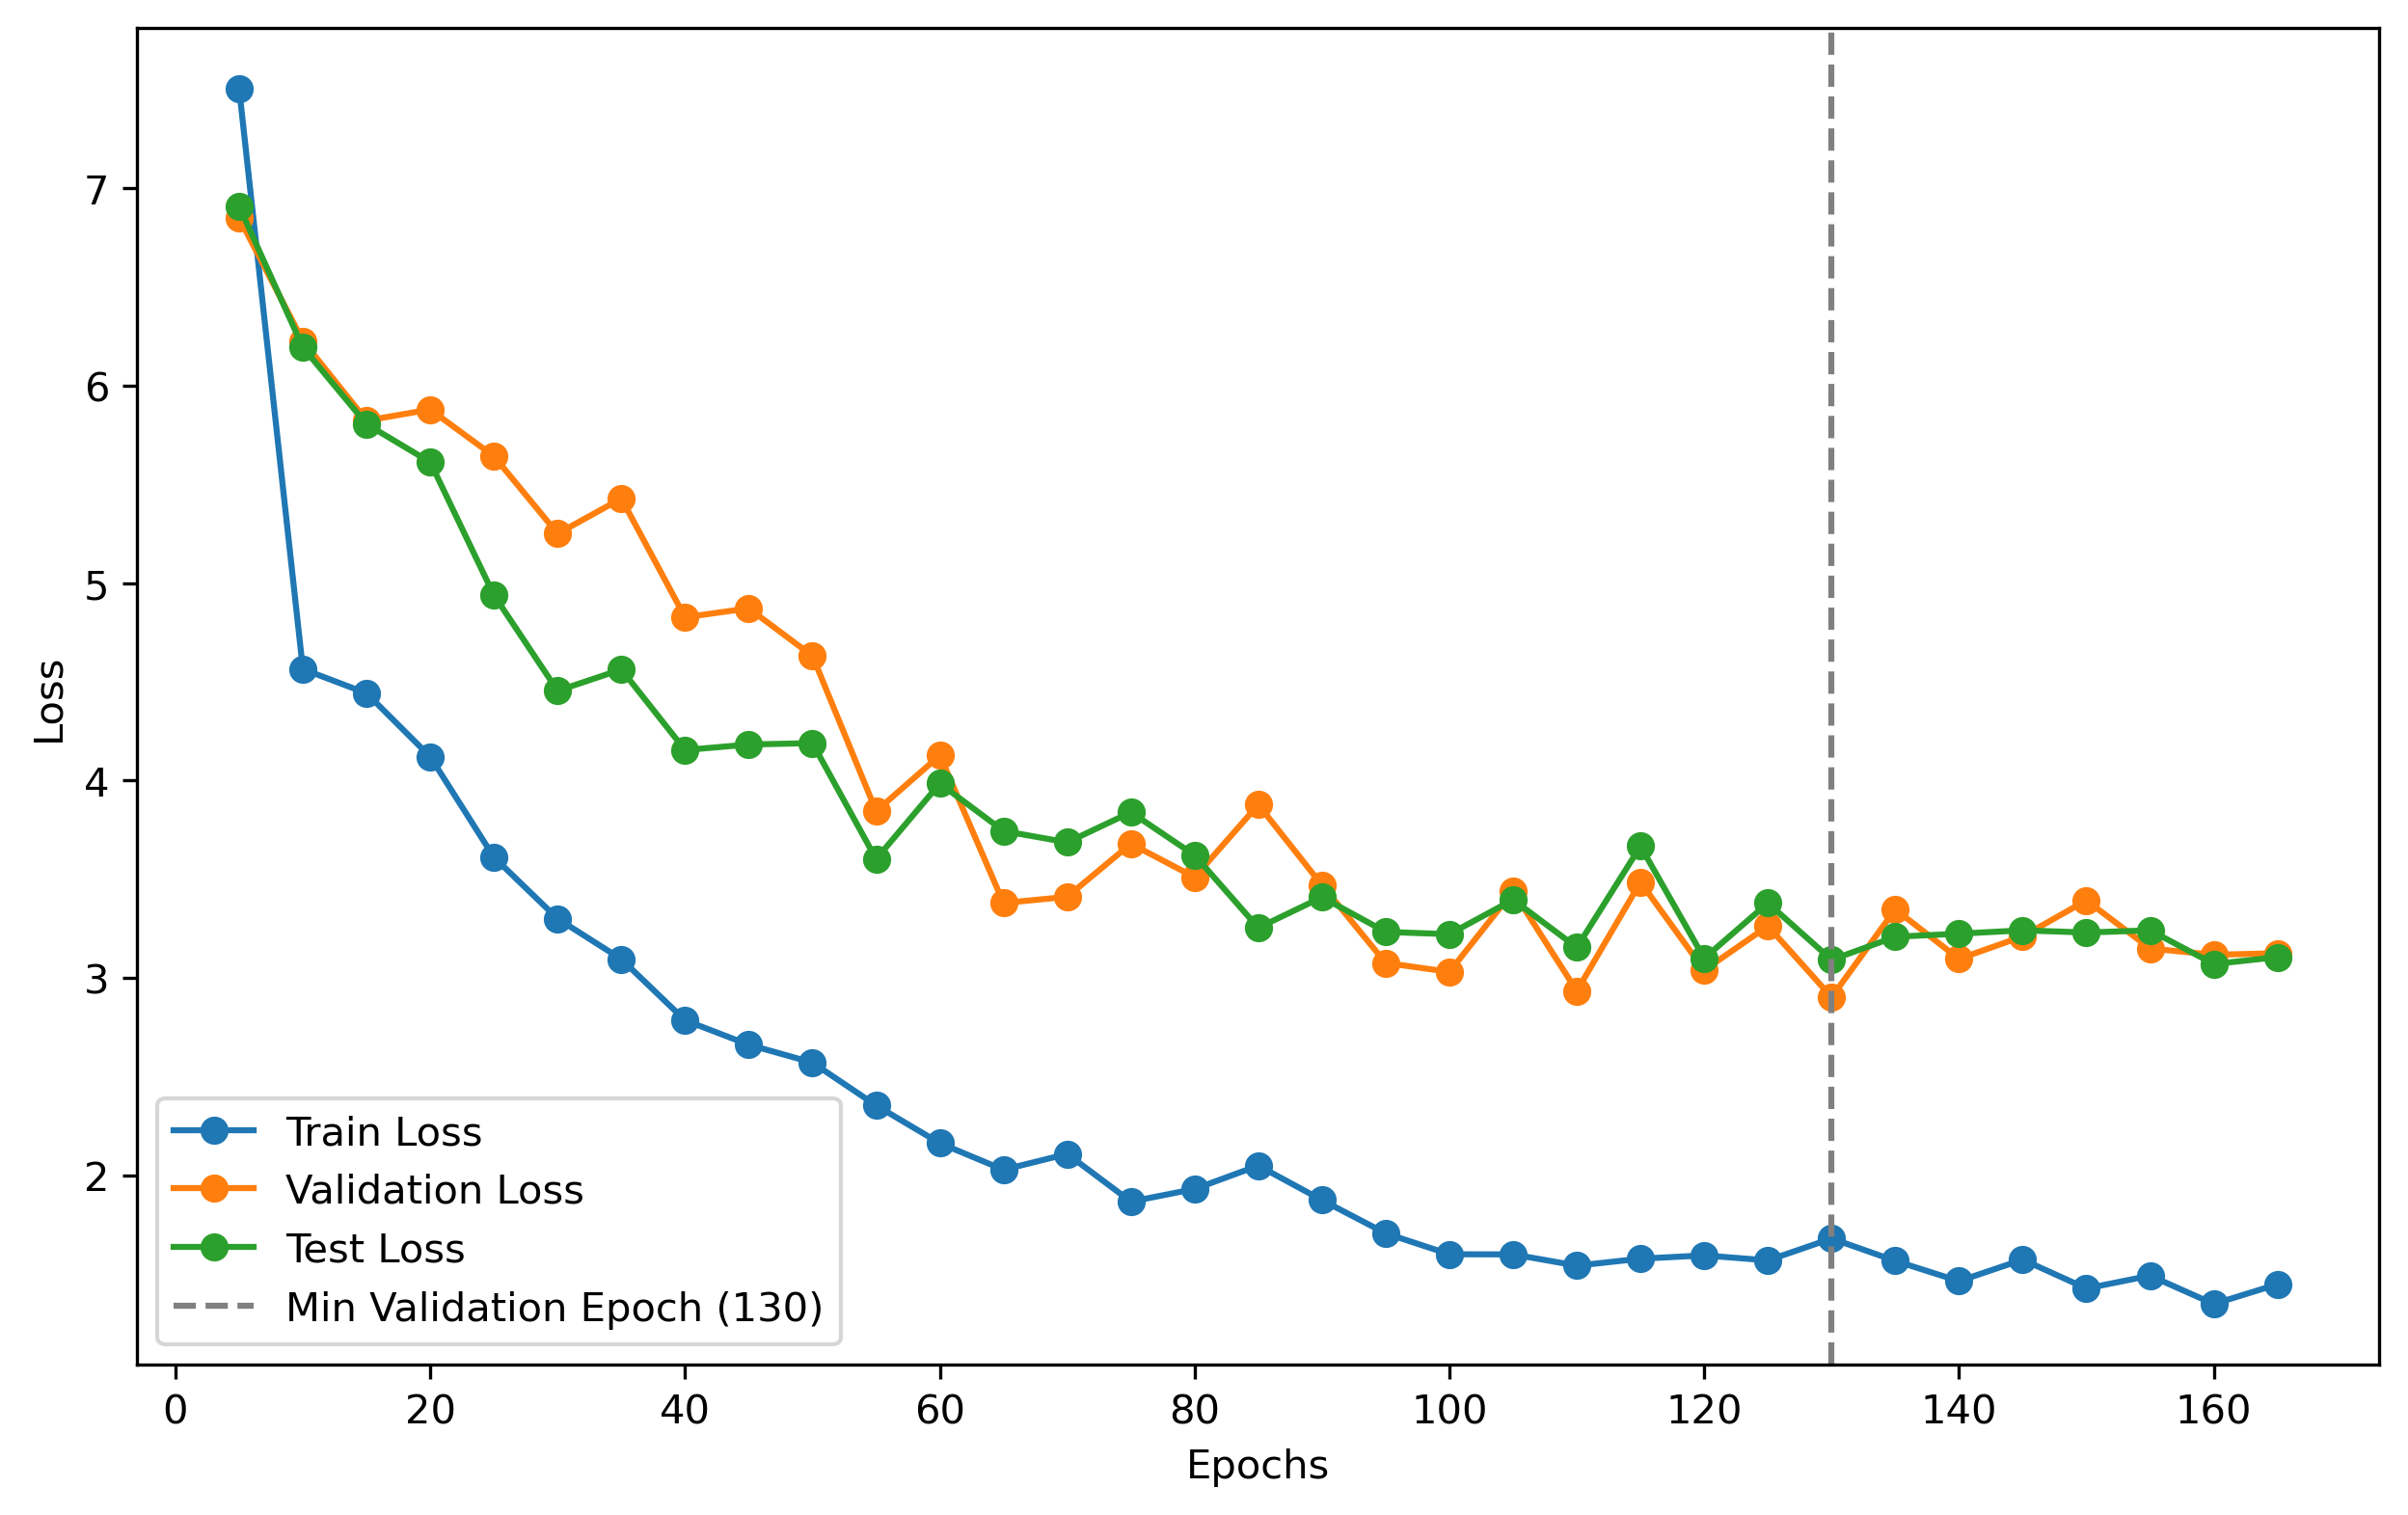 7
6
5
4
3
2
Loss
Train Loss
Validation Loss
Test Loss
Min Validation Epoch (130)
0 20 40 60 80 100 120 140 160
Epochs